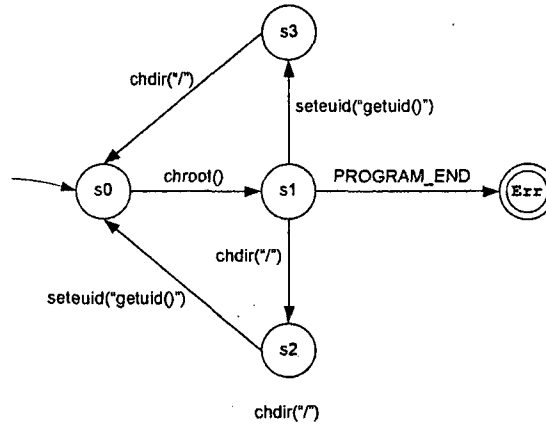 s3
chdir("/")
seteuid("getuid()")
s0
chroot()
s1
PROGRAM_END
Err
chdir("/")
seteuid("getuid()")
s2
chdir("/")